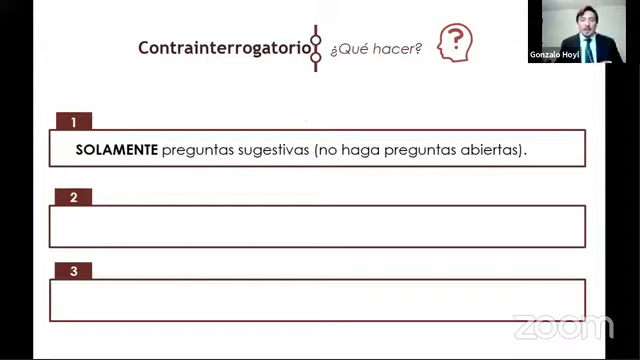 Contrainterrogatorio
¿Qué hacer?
?
Gonzalo Hoyl
1
SOLAMENTE preguntas sugestivas (no haga preguntas abiertas).
2
3
zoom